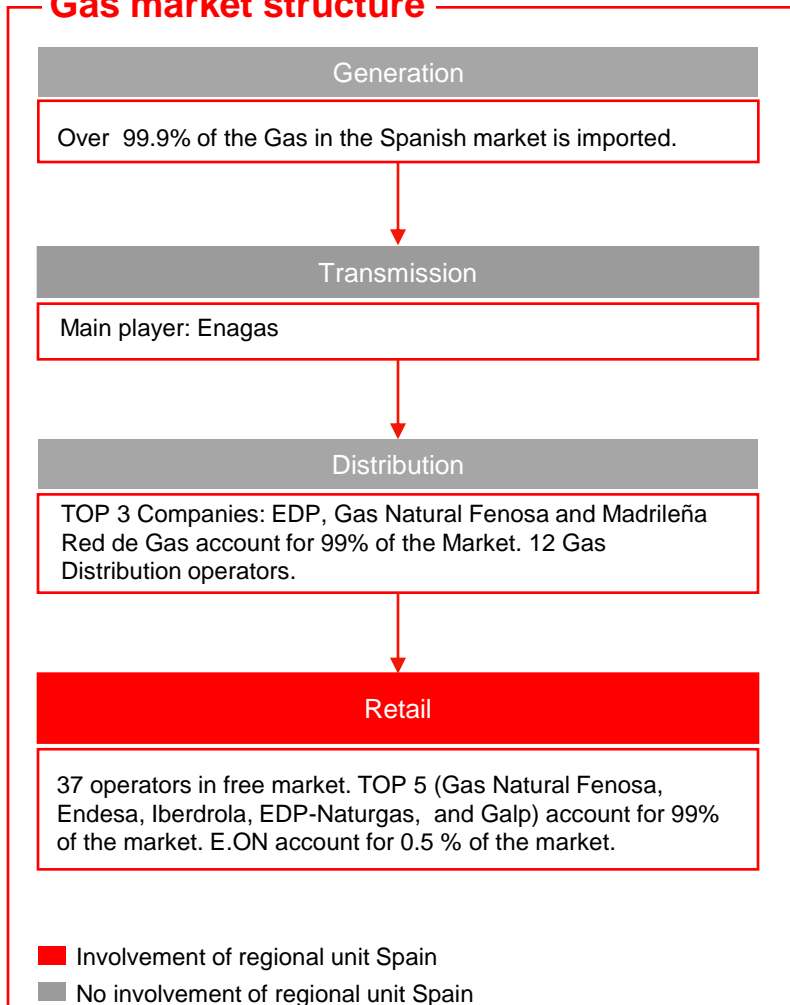 Gas market structure
Generation
Over 99.9% of the Gas in the Spanish market is imported.
Transmission
Main player: Enagas
Distribution
TOP 3 Companies: EDP, Gas Natural Fenosa and Madrileña
Red de Gas account for 99% of the Market. 12 Gas
Distribution operators.
Retail
37 operators in free market. TOP 5 (Gas Natural Fenosa,
Endesa, Iberdrola, EDP-Naturgas, and Galp) account for 99%
of the market. E.ON account for 0.5 % of the market.
Involvement of regional unit Spain
No involvement of regional unit Spain